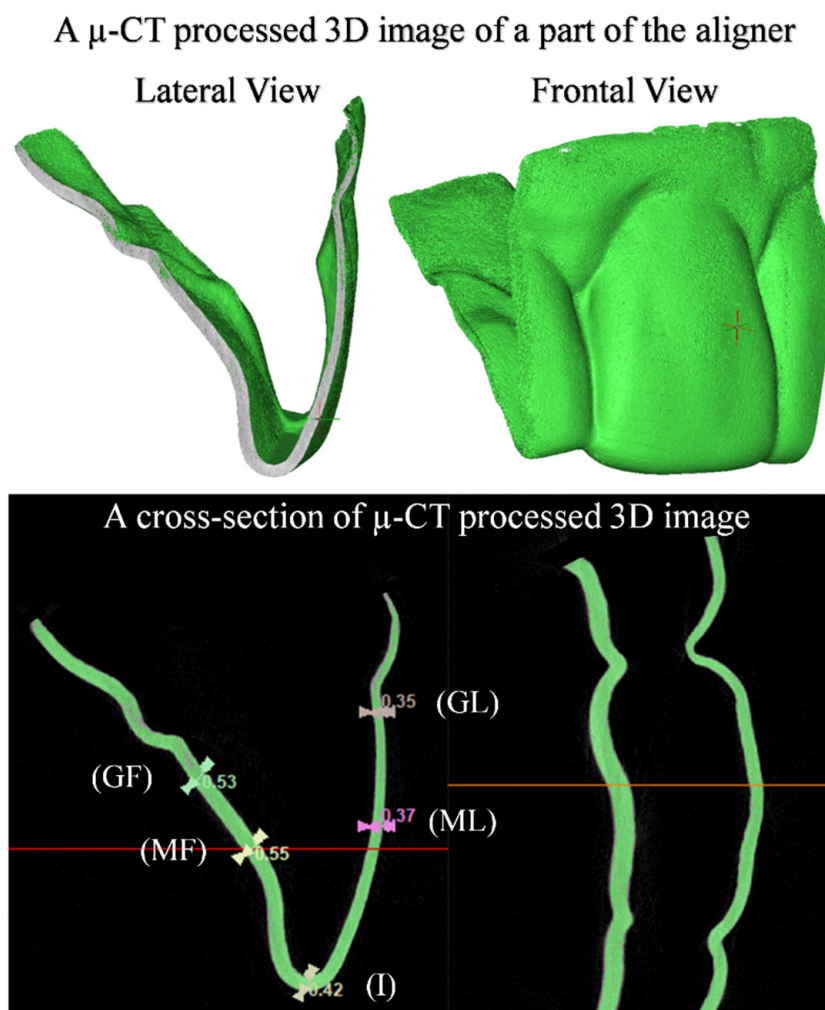 A μ-CT processed 3D image of a part of the aligner
Lateral View
Frontal View
A cross-section of μ-CT processed 3D image
0.35
(GL)
(GF)
0.53
0.37
(ML)
(MF)
0.55
0.42
(I)